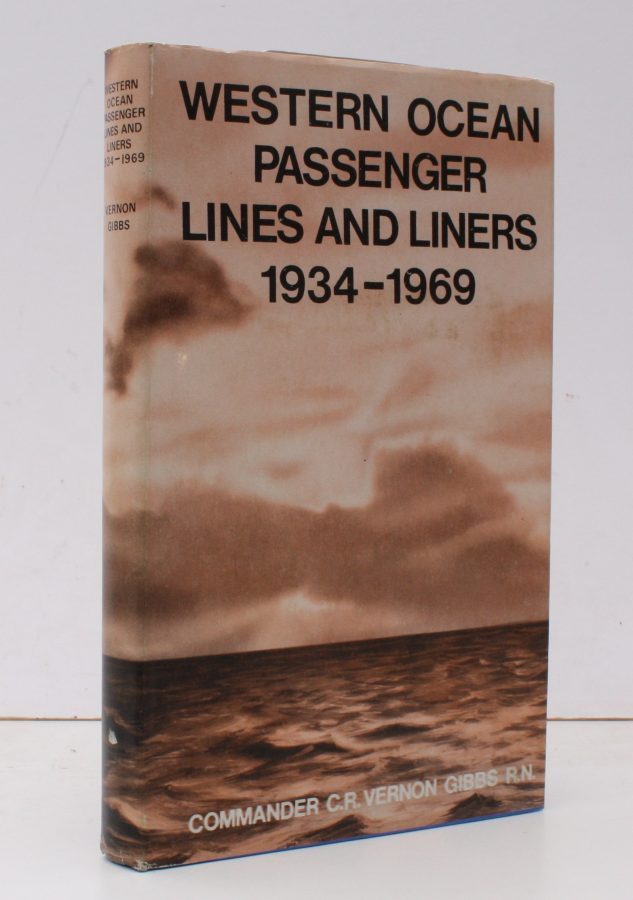 WESTERN OCEAN
PASSENGER
LINES AND LINERS
1934-1969
COMMANDER C.R. VERNON GIBBS R.N.
WESTERN
OCEAN
PASSENGER
LINES AND
LINERS
1934-1969
VERNON
GIBBS